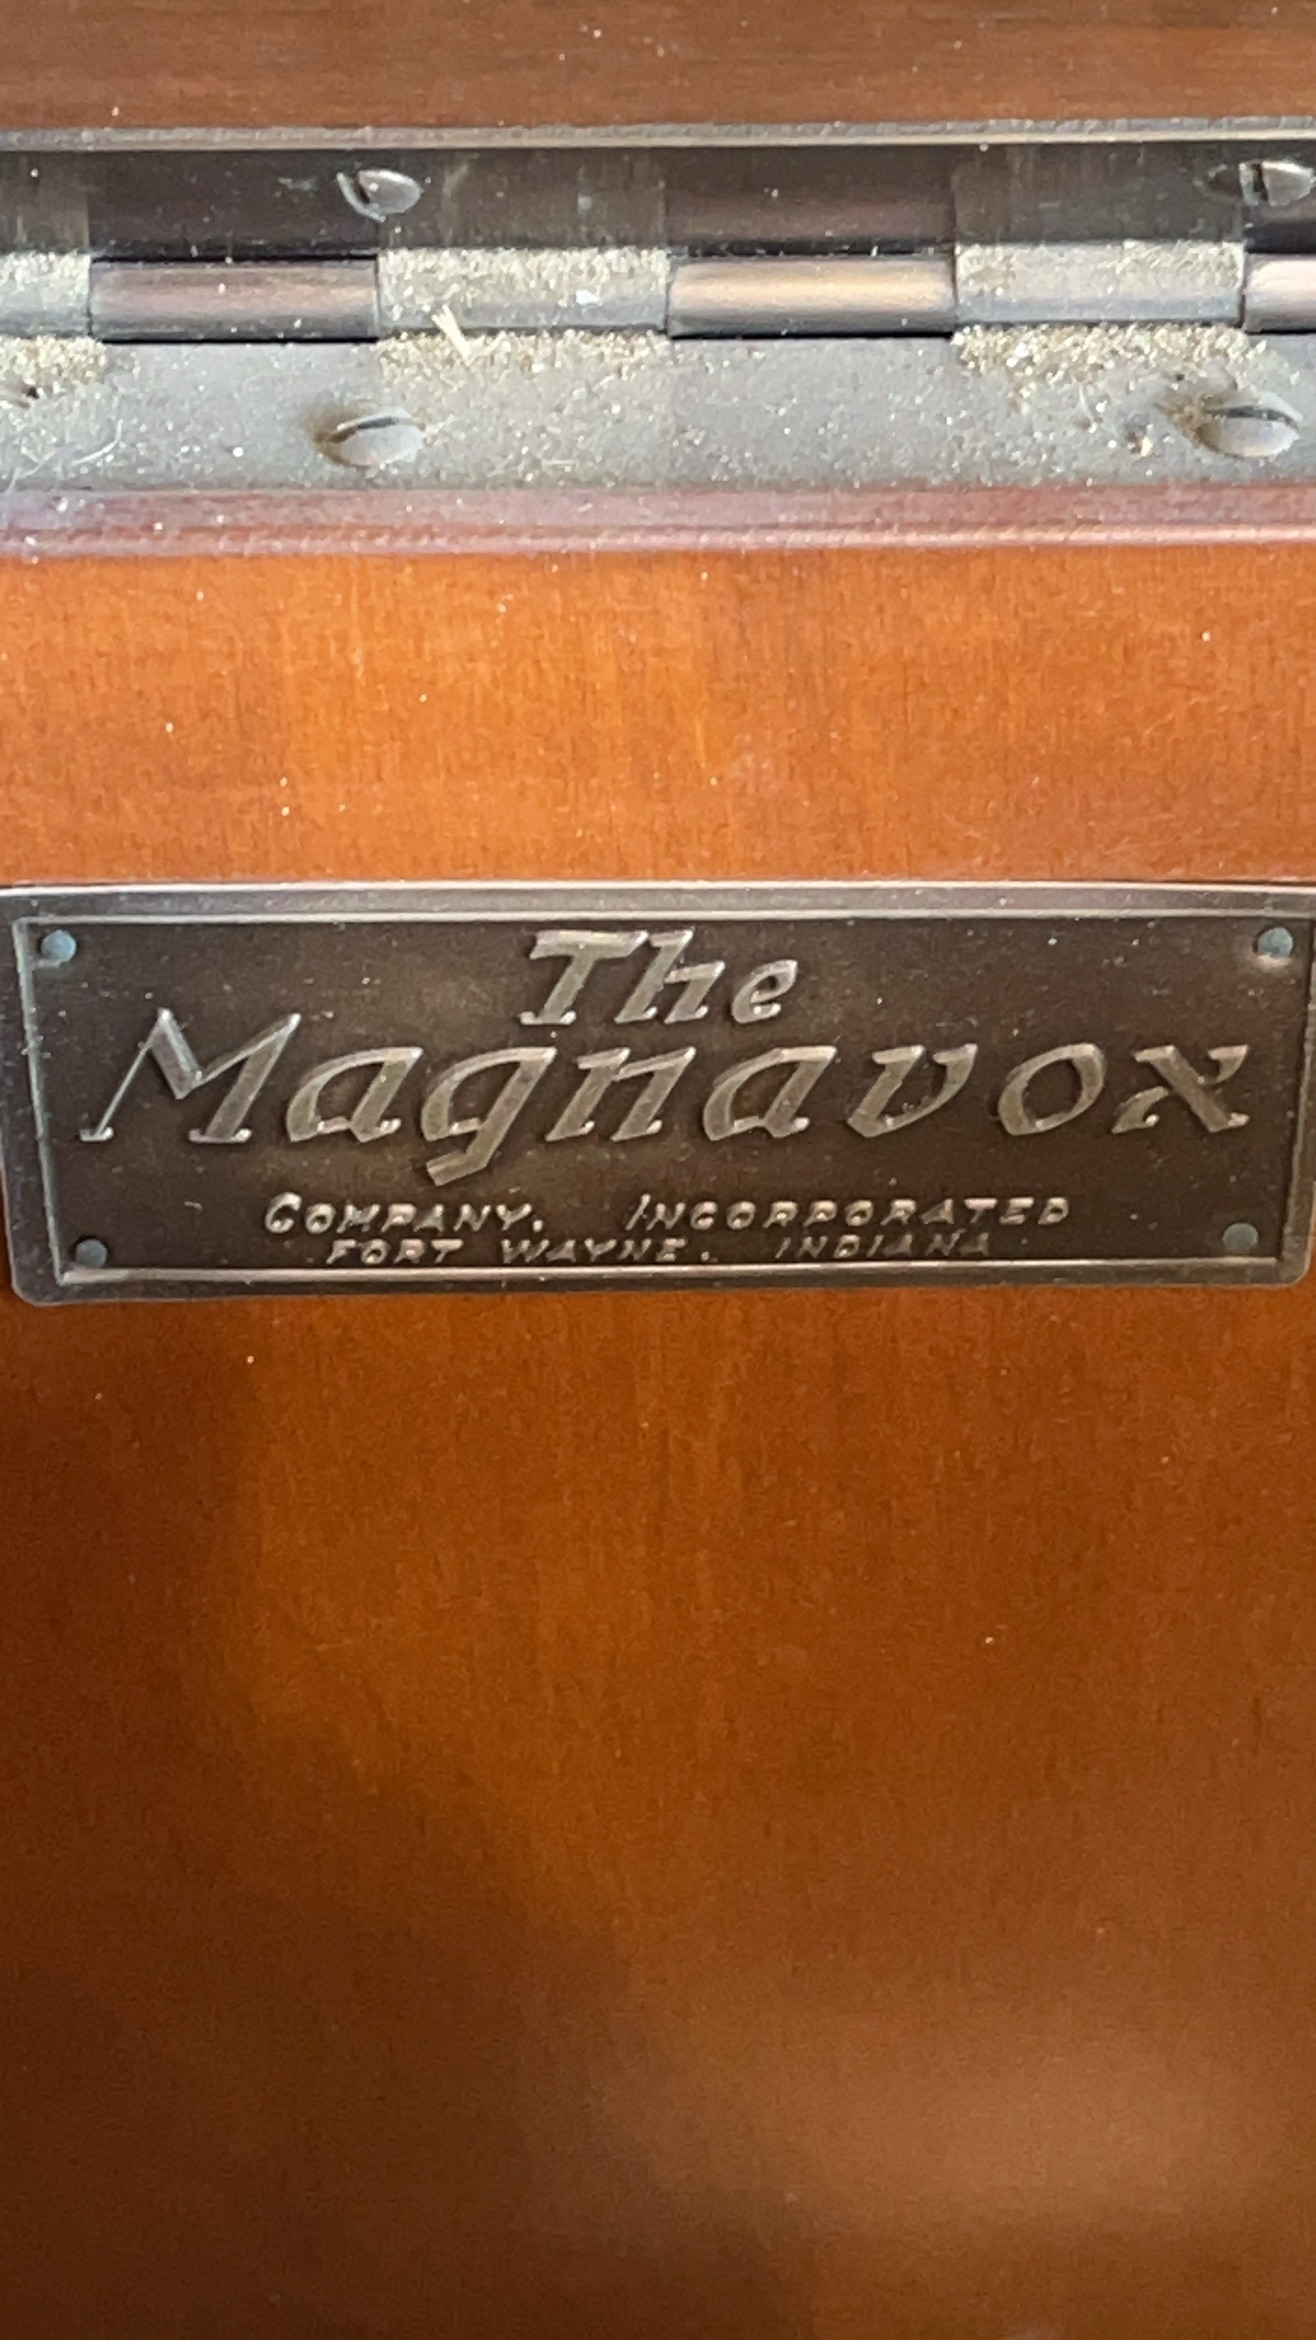 The
Magnavox
COMPANY, INCORPORATED
FORT WAYNE, INDIANA